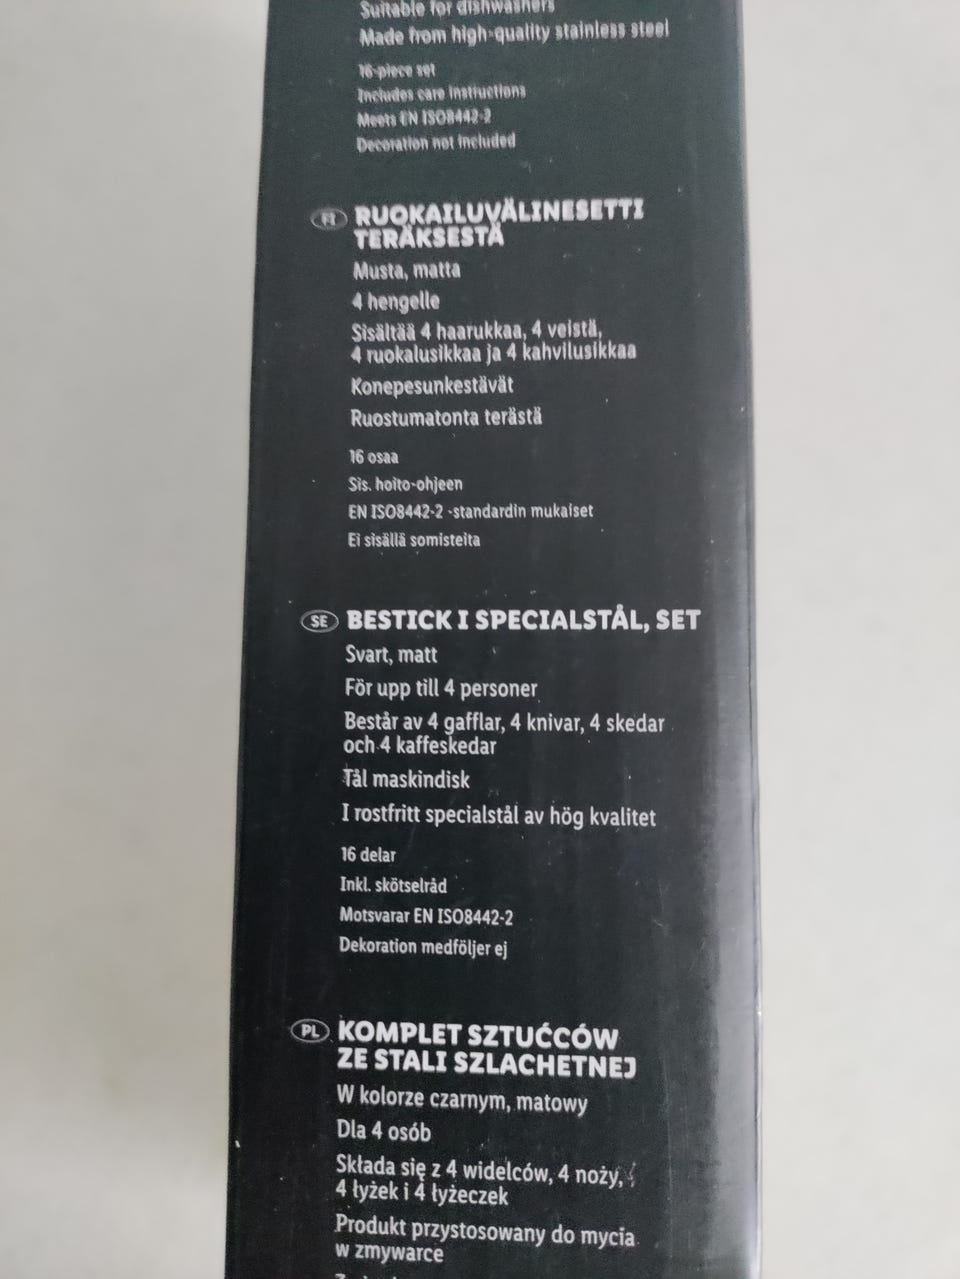 Suitable for dishwashers
Made from high-quality stainless steel
16-piece set
Includes care instructions
Meets EN ISO8442-2
Decoration not included
FI RUOKAILUVÄLINESETTI
TERÄKSESTÄ
Musta, matta
4 hengelle
Sisältää 4 haarukkaa, 4 veistä,
4 ruokalusikkaa ja 4 kahvilusikkaa
Konepesunkestävät
Ruostumatonta terästä
16 osaa
Sis. hoito-ohjeen
EN ISO8442-2 -standardin mukaiset
Ei sisällä somisteita
SE BESTICK I SPECIALSTÅL, SET
Svart, matt
För upp till 4 personer
Består av 4 gafflar, 4 knivar, 4 skedar
och 4 kaffeskedar
Tål maskindisk
I rostfritt specialstål av hög kvalitet
16 delar
Inkl. skötselråd
Motsvarar EN ISO8442-2
Dekoration medföljer ej
PL KOMPLET SZTUĆCÓW
ZE STALI SZLACHETNEJ
W kolorze czarnym, matowy
Dla 4 osób
Składa się z 4 widelców, 4 noży,
4 łyżek i 4 łyżeczek
Produkt przystosowany do mycia
w zmywarce